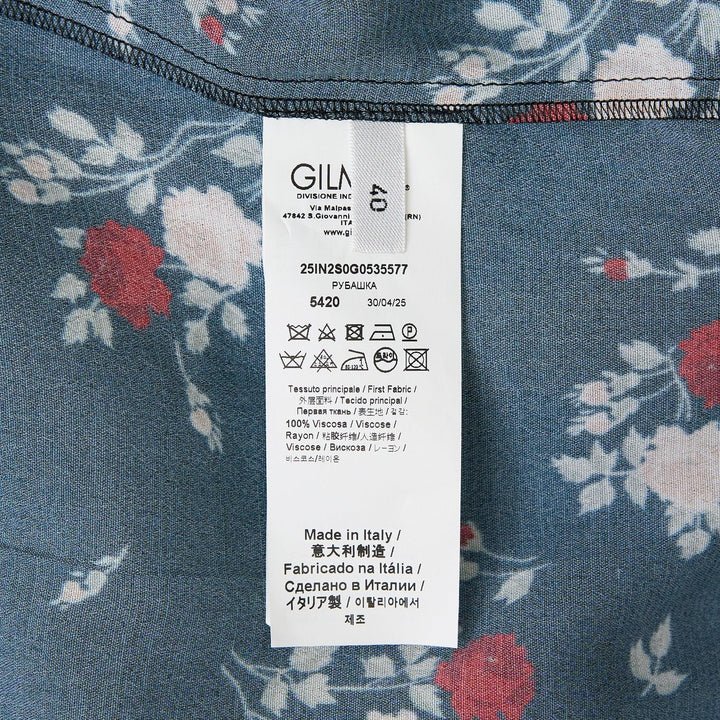 GILM
40
DIVISIONE IND
Via Malpas
47842 S.Giovanni (RN)
ITA
www.gi
25IN2S0G0535577
РУБАШКА
5420 30/04/25
Tessuto principale / First Fabric /
外层面料 / Tecido principal /
Первая ткань / 表生地 / 겉감:
100% Viscosa / Viscose /
Rayon / 粘胶纤维/人造纤维 /
Viscose / Вискоза / レーヨン /
비스코스/레이온
Made in Italy /
意大利制造 /
Fabricado na Itália /
Сделано в Италии /
イタリア製 / 이탈리아에서
제조